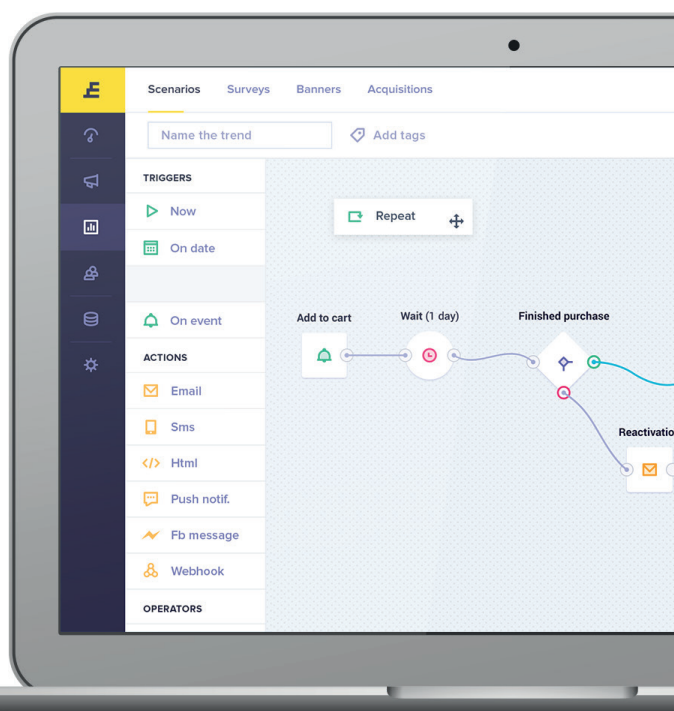 Scenarios Surveys Banners Acquisitions
Name the trend Add tags
TRIGGERS
Now
On date
Repeat
On event
ACTIONS
Email
Sms
Html
Push notif.
Fb message
Webhook
OPERATORS
Add to cart
Wait (1 day)
Finished purchase
Reactivatio